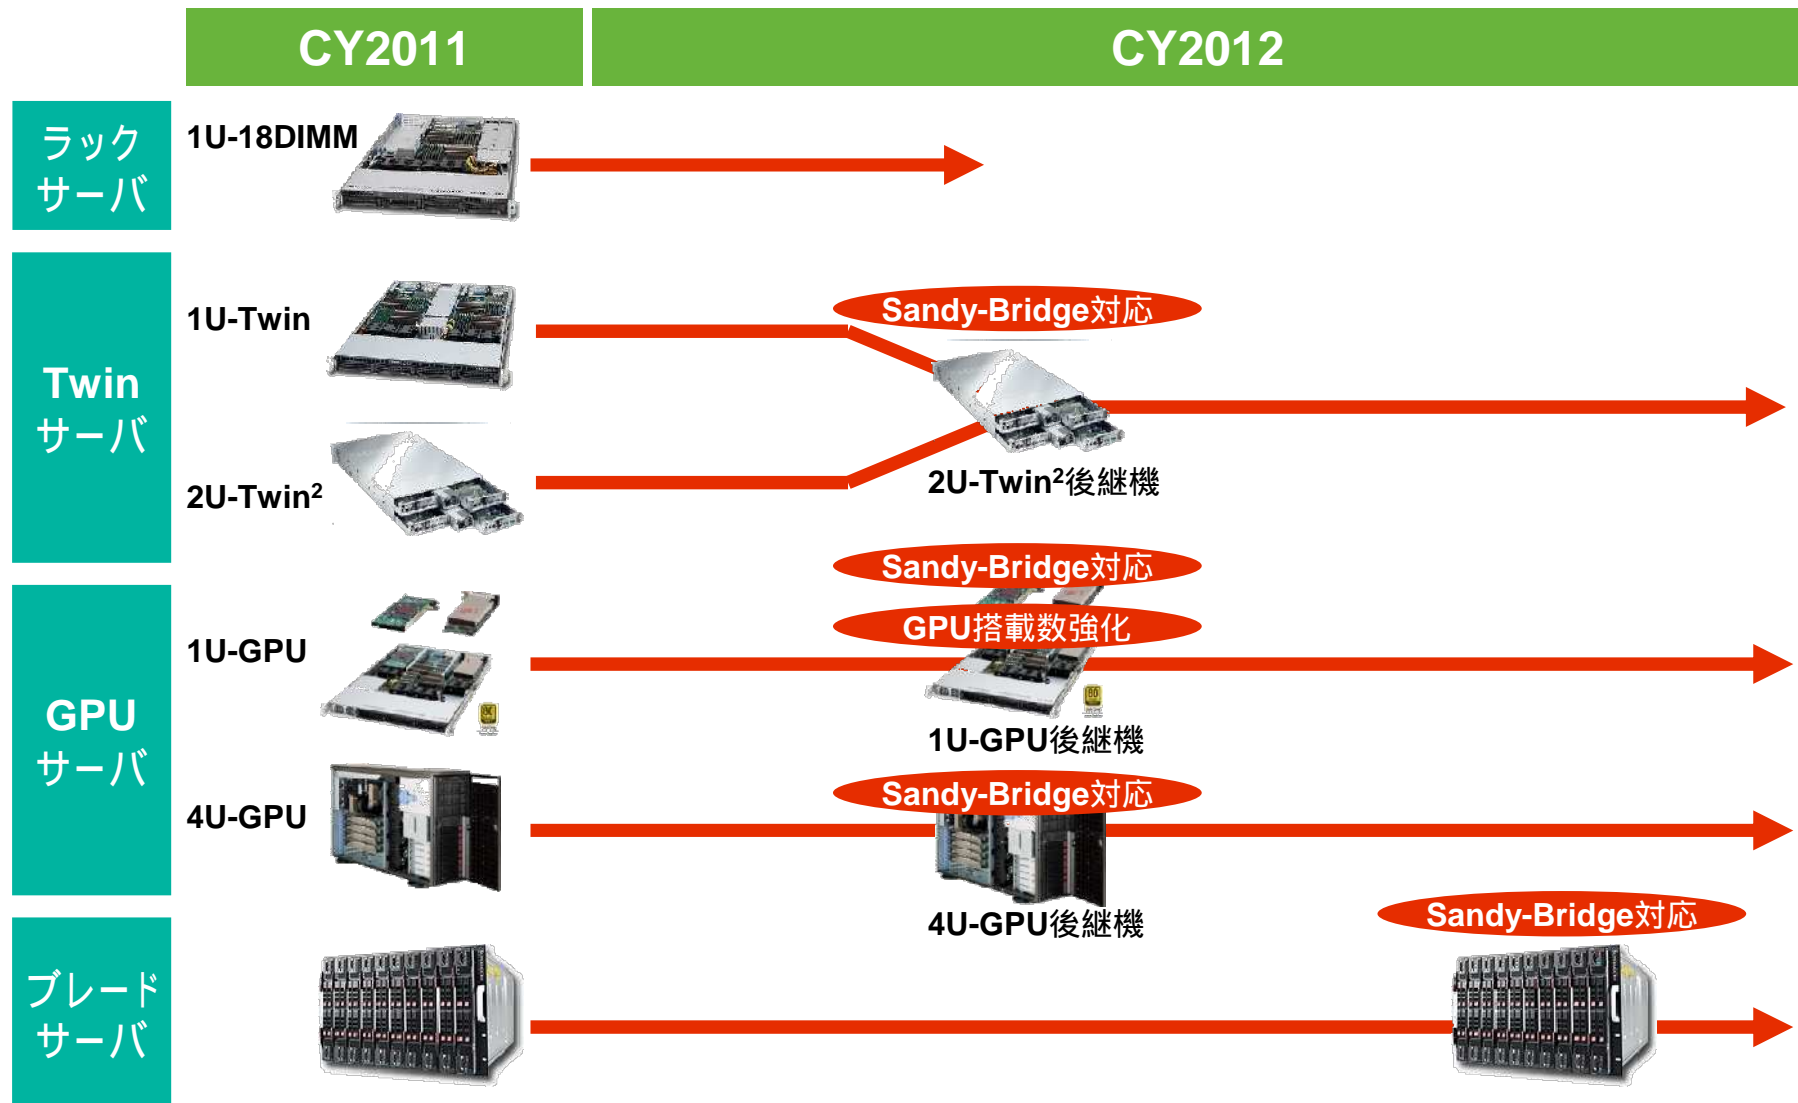 CY2011
CY2012
ラック
サーバ
1U-18DIMM
Twin
サーバ
1U-Twin
Sandy-Bridge対応
2U-Twin²
2U-Twin²後継機
GPU
サーバ
1U-GPU
Sandy-Bridge対応
GPU搭載数強化
1U-GPU後継機
4U-GPU
Sandy-Bridge対応
4U-GPU後継機
ブレード
サーバ
Sandy-Bridge対応